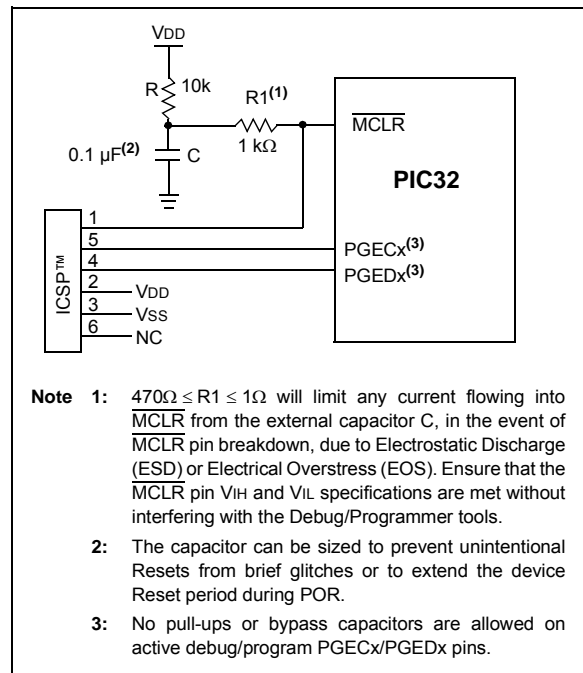 VDD
R 10k
R1(1)
1 kΩ
0.1 µF(2) C
MCLR
PIC32
PGECx(3)
PGEDx(3)
ICSP™
1
5
4
2 VDD
3 VSS
6 NC
Note 1: 470Ω ≤ R1 ≤ 1Ω will limit any current flowing into
MCLR from the external capacitor C, in the event of
MCLR pin breakdown, due to Electrostatic Discharge
(ESD) or Electrical Overstress (EOS). Ensure that the
MCLR pin VIH and VIL specifications are met without
interfering with the Debug/Programmer tools.
2: The capacitor can be sized to prevent unintentional
Resets from brief glitches or to extend the device
Reset period during POR.
3: No pull-ups or bypass capacitors are allowed on
active debug/program PGECx/PGEDx pins.